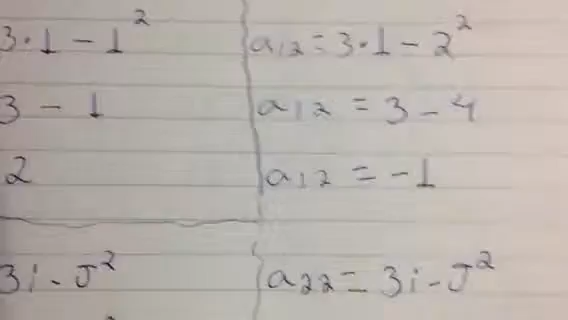 3·1 - 1² a₁₂ = 3·1 - 2²
3 - 1 a₁₂ = 3 - 4
2 a₁₂ = -1
3i - J² a₂₂ = 3i - J²